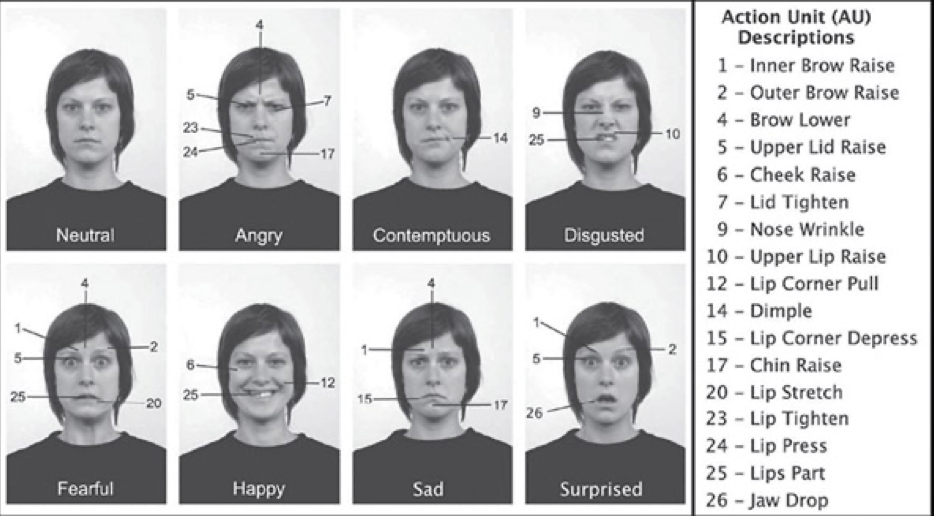 4
5
7
23
24
17
14
9
10
25
Neutral
Angry
Contemptuous
Disgusted
4
1
2
5
25
20
6
12
25
4
1
15
17
1
2
5
26
Fearful
Happy
Sad
Surprised
Action Unit (AU)
Descriptions
1 – Inner Brow Raise
2 – Outer Brow Raise
4 – Brow Lower
5 – Upper Lid Raise
6 – Cheek Raise
7 – Lid Tighten
9 – Nose Wrinkle
10 – Upper Lip Raise
12 – Lip Corner Pull
14 – Dimple
15 – Lip Corner Depress
17 – Chin Raise
20 – Lip Stretch
23 – Lip Tighten
24 – Lip Press
25 – Lips Part
26 – Jaw Drop